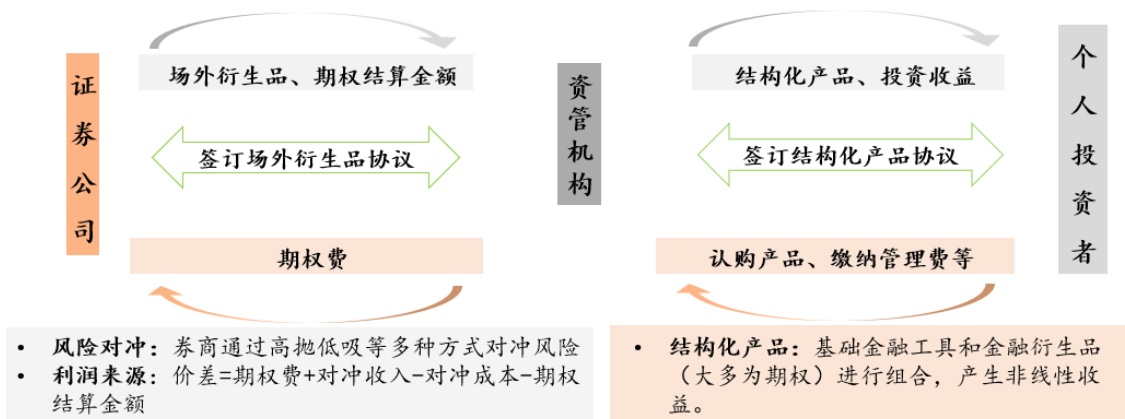 证券公司
场外衍生品、期权结算金额
签订场外衍生品协议
期权费
资管机构
结构化产品、投资收益
签订结构化产品协议
认购产品、缴纳管理费等
个人投资者
• 风险对冲：券商通过高抛低吸等多种方式对冲风险
• 利润来源：价差=期权费+对冲收入-对冲成本-期权
结算金额
• 结构化产品：基础金融工具和金融衍生品
（大多为期权）进行组合，产生非线性收
益。